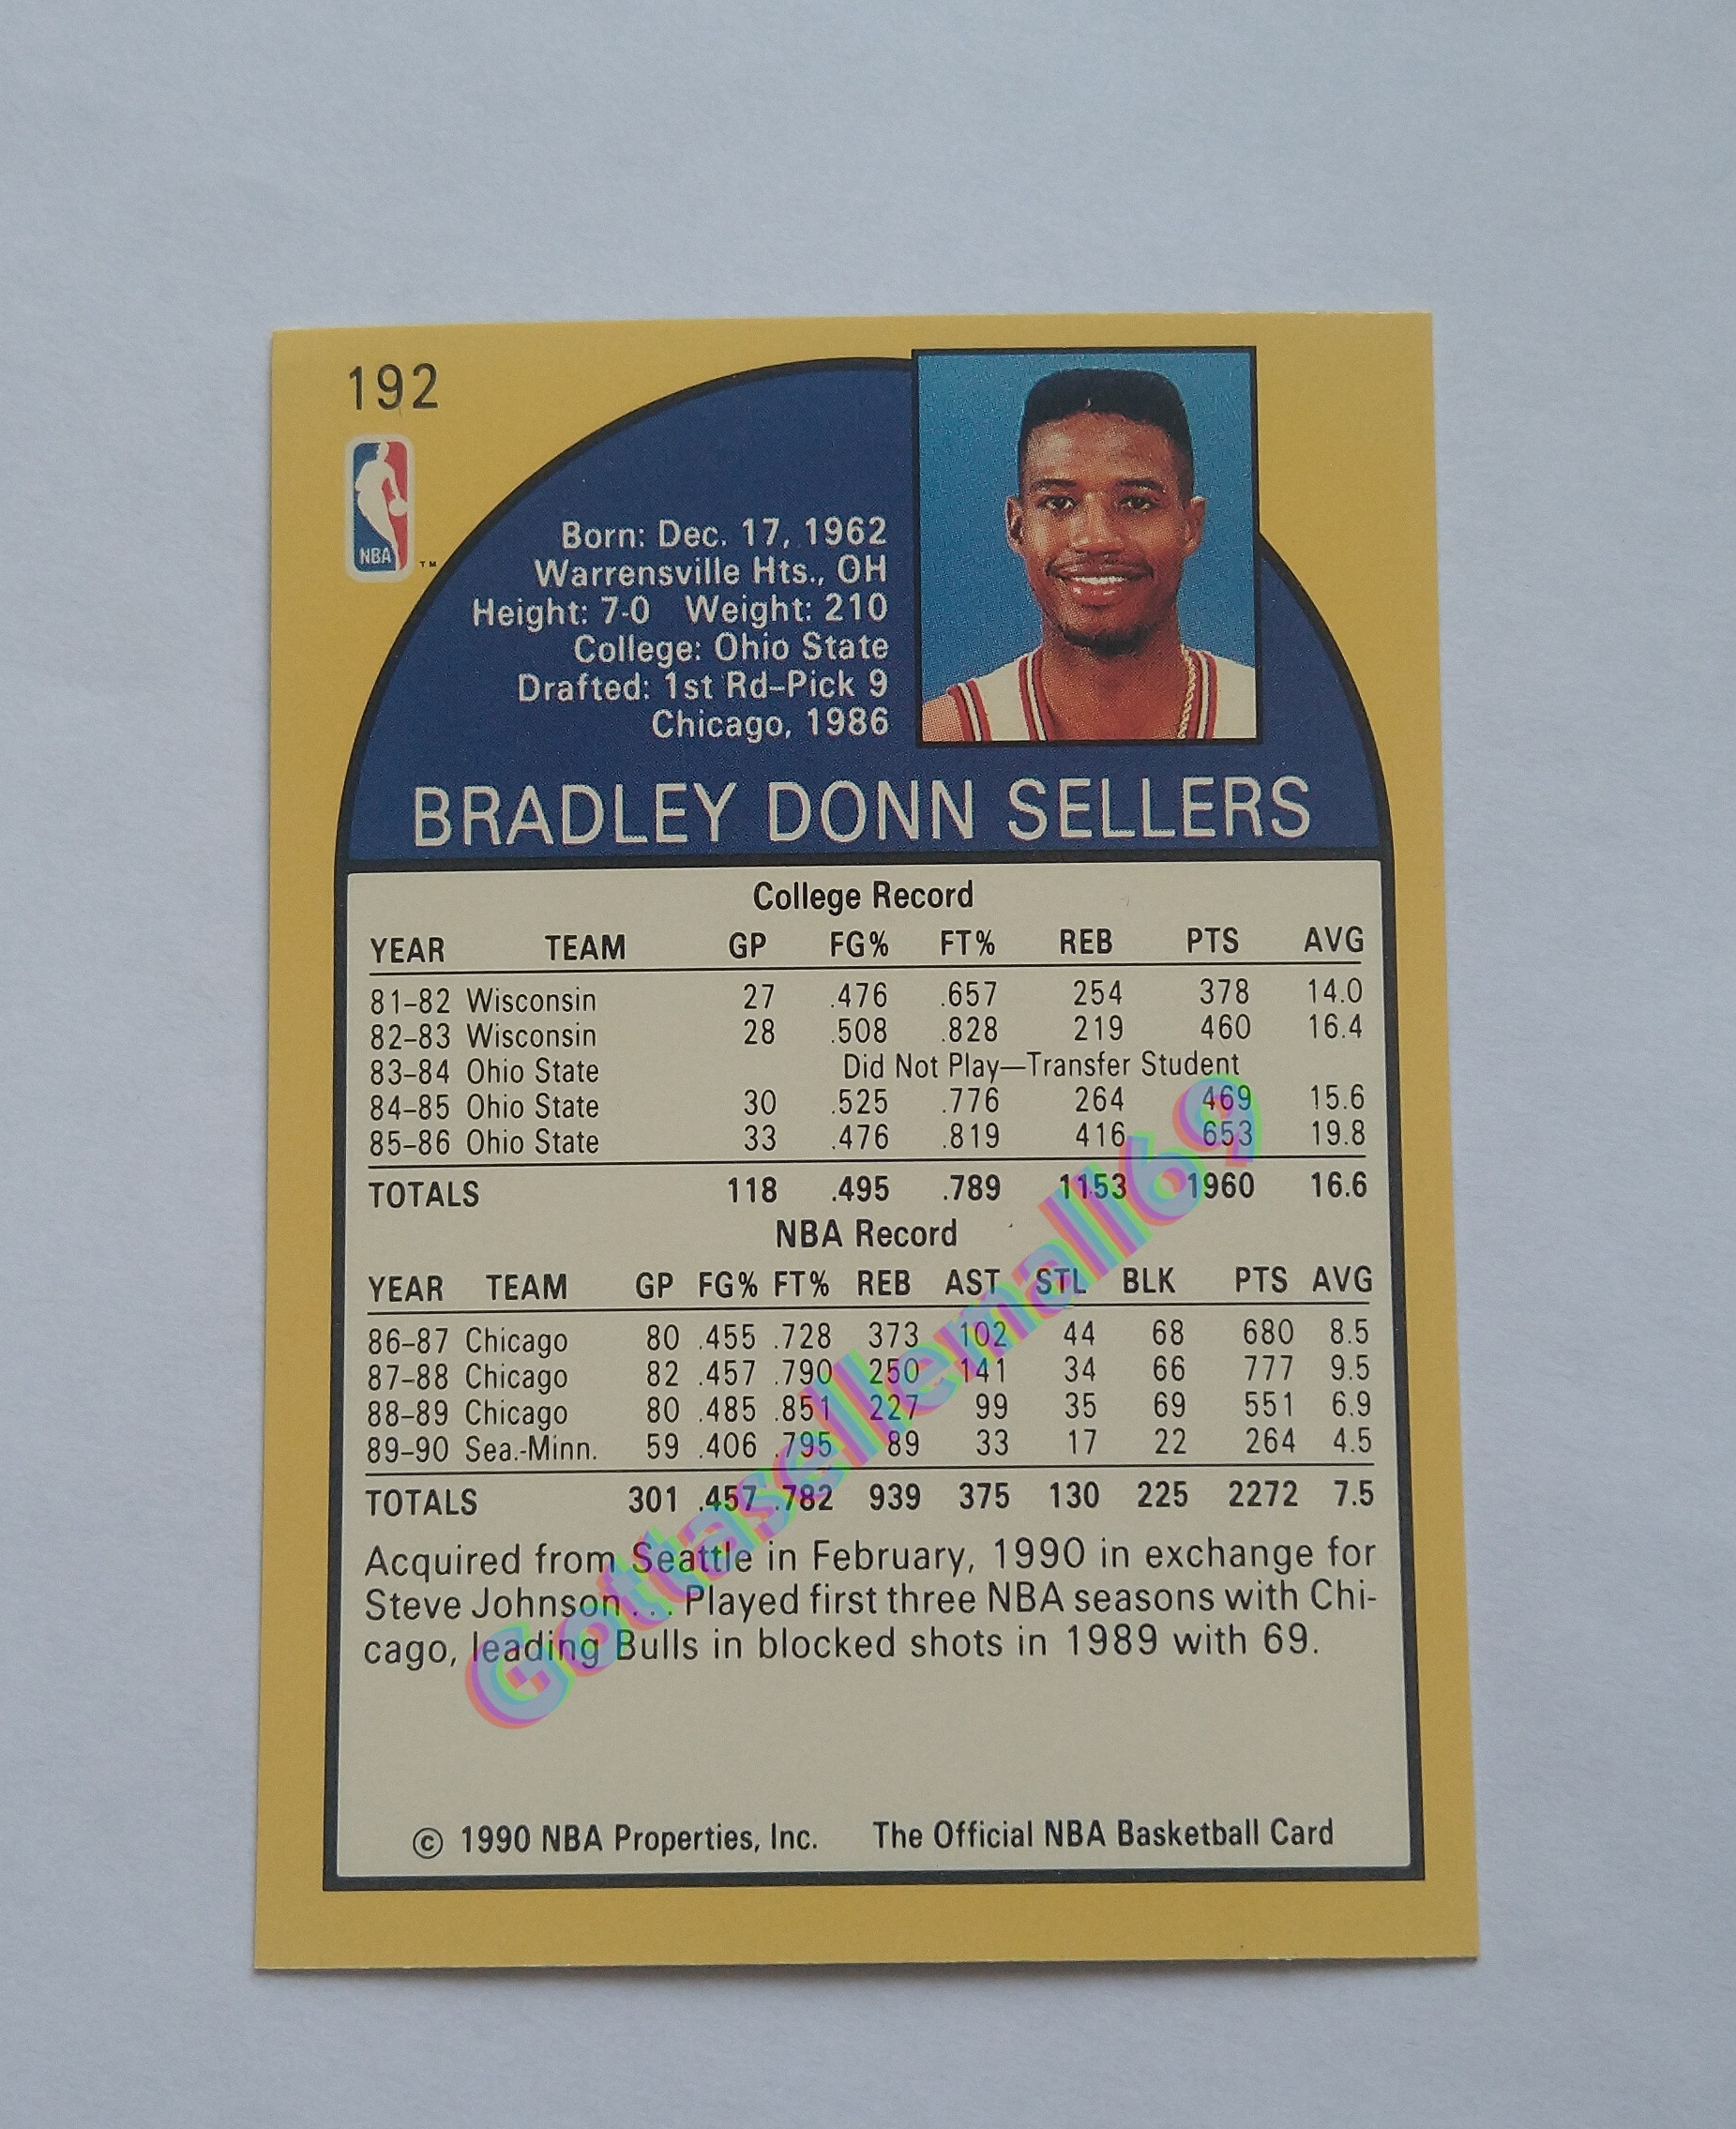 192
NBA
TM
Born: Dec. 17, 1962
Warrensville Hts., OH
Height: 7-0 Weight: 210
College: Ohio State
Drafted: 1st Rd–Pick 9
Chicago, 1986
BRADLEY DONN SELLERS
College Record
YEAR TEAM GP FG% FT% REB PTS AVG
81–82 Wisconsin 27 .476 .657 254 378 14.0
82–83 Wisconsin 28 .508 .828 219 460 16.4
83–84 Ohio State Did Not Play—Transfer Student
84–85 Ohio State 30 .525 .776 264 469 15.6
85–86 Ohio State 33 .476 .819 416 653 19.8
TOTALS 118 .495 .789 1153 1960 16.6
NBA Record
YEAR TEAM GP FG% FT% REB AST STL BLK PTS AVG
86–87 Chicago 80 .455 .728 373 102 44 68 680 8.5
87–88 Chicago 82 .457 .790 250 141 34 66 777 9.5
88–89 Chicago 80 .485 .851 227 99 35 69 551 6.9
89–90 Sea.-Minn. 59 .406 .795 89 33 17 22 264 4.5
TOTALS 301 .457 .782 939 375 130 225 2272 7.5
Acquired from Seattle in February, 1990 in exchange for
Steve Johnson... Played first three NBA seasons with Chi-
cago, leading Bulls in blocked shots in 1989 with 69.
Gottasellemall69
© 1990 NBA Properties, Inc. The Official NBA Basketball Card